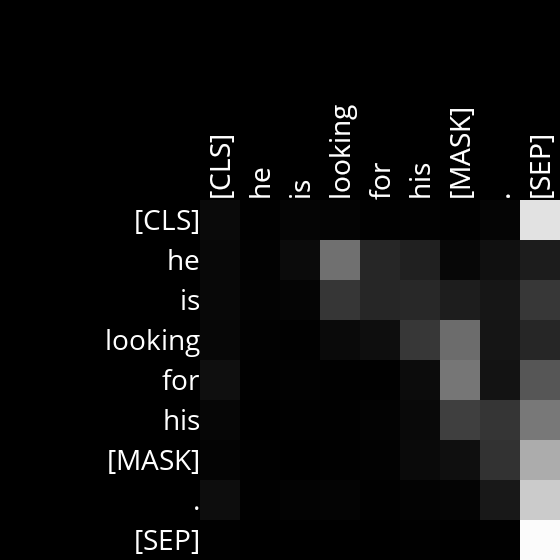 [CLS] he is looking for his [MASK] . [SEP]
[CLS]
he
is
looking
for
his
[MASK]
.
[SEP]